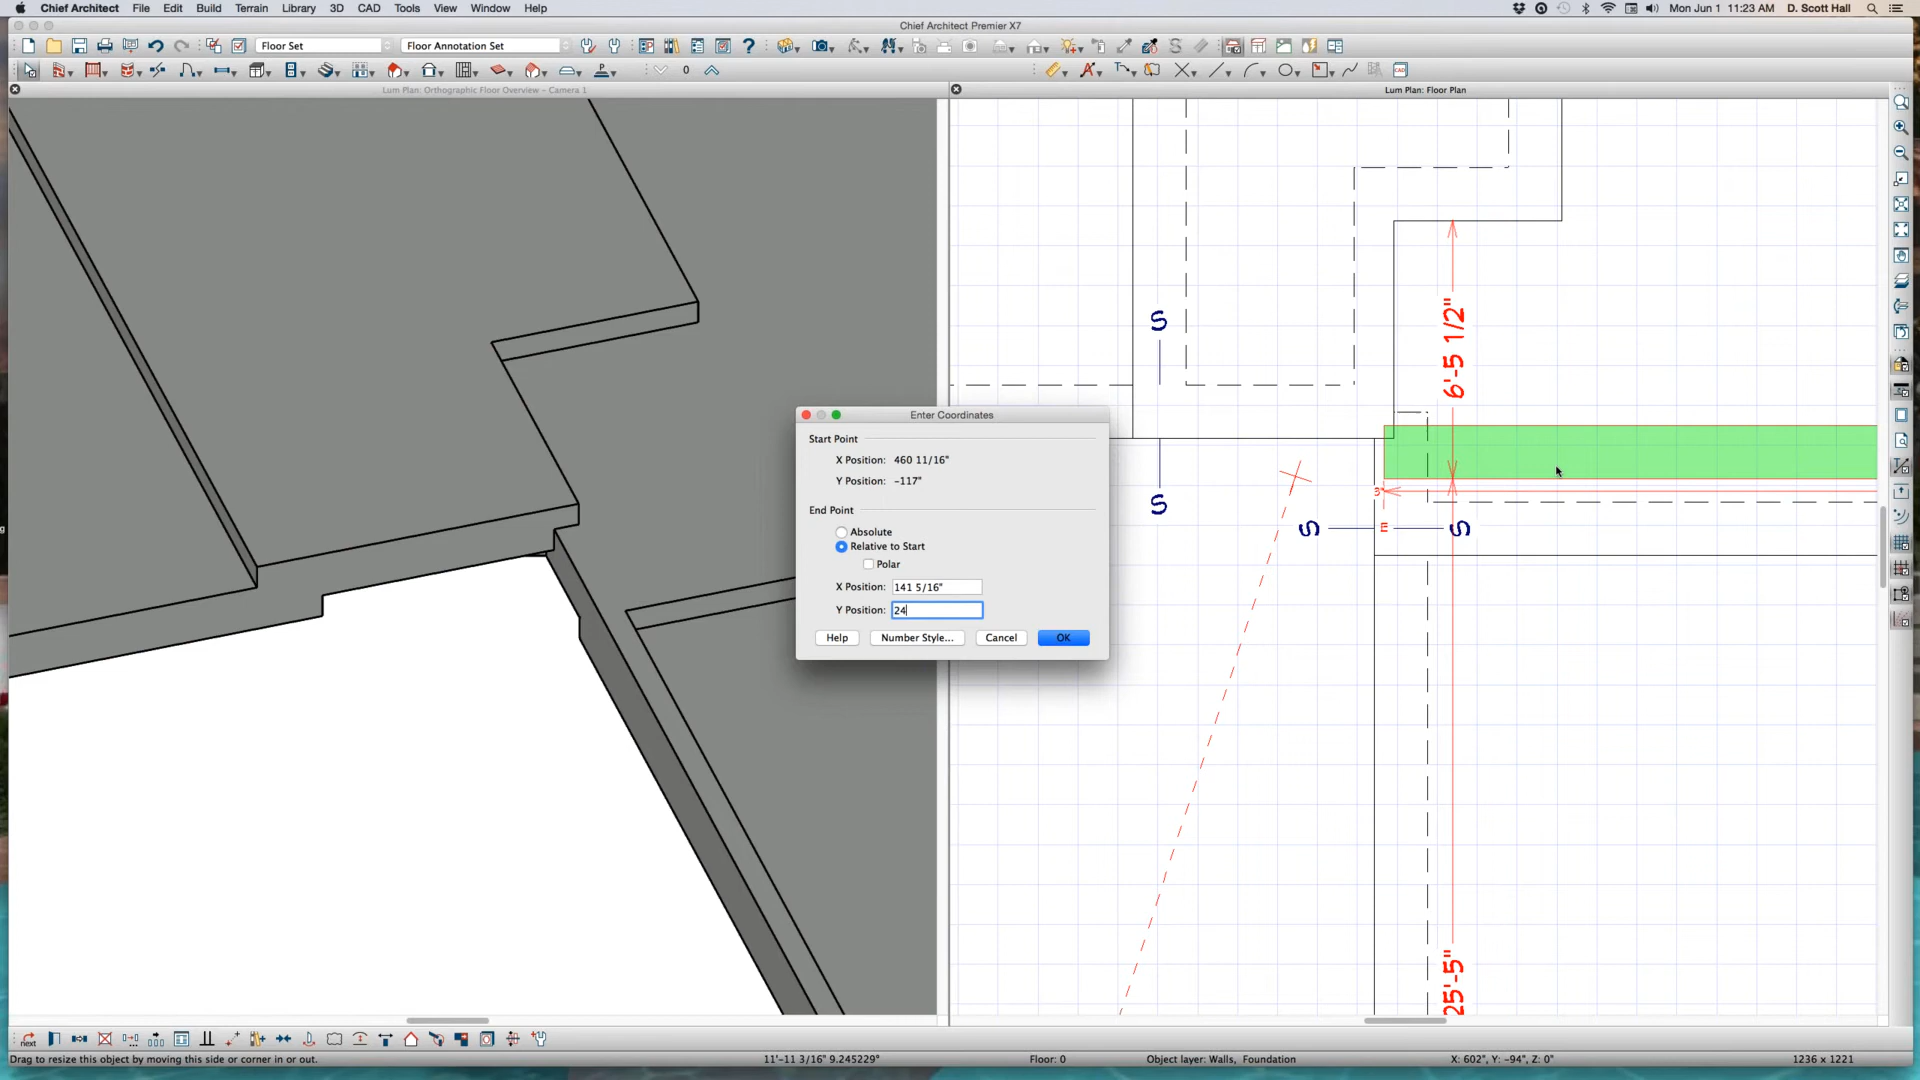 Chief Architect File Edit Build Terrain Library 3D CAD Tools View Window Help
Mon Jun 1 11:23 AM D. Scott Hall
Chief Architect Premier X7
Floor Set
Floor Annotation Set
0
Lum Plan: Orthographic Floor Overview - Camera 1
Lum Plan: Floor Plan
6'-5 1/2"
S
S
S
E
S
25'-5"
Enter Coordinates
Start Point
X Position: 460 11/16"
Y Position: -117"
End Point
Absolute
Relative to Start
Polar
X Position: 141 5/16"
Y Position: 24
Help
Number Style...
Cancel
OK
next
Drag to resize this object by moving this side or corner in or out.
11'-11 3/16" 9.245229°
Floor: 0
Object layer: Walls, Foundation
X: 602", Y: -94", Z: 0"
1236 x 1221